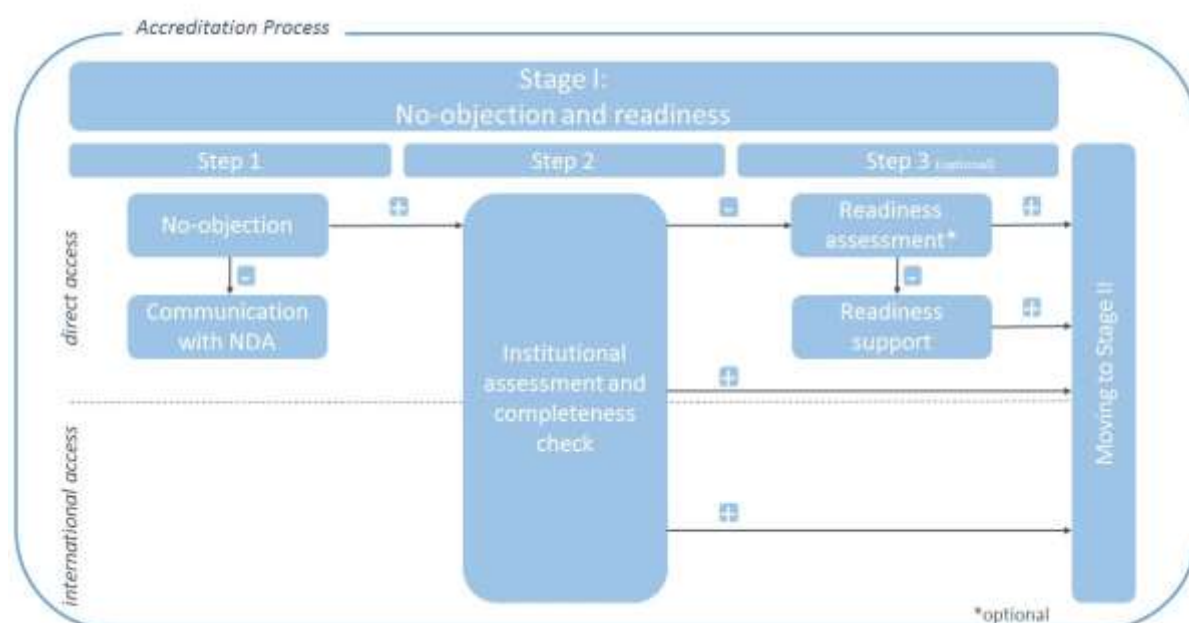 Accreditation Process
Stage I:
No-objection and readiness
Step 1
Step 2
Step 3 (optional)
direct access
No-objection
+
-
Communication
with NDA
Institutional
assessment and
completeness
check
-
Readiness
assessment*
+
-
Readiness
support
+
+
Moving to Stage II
international access
+
*optional